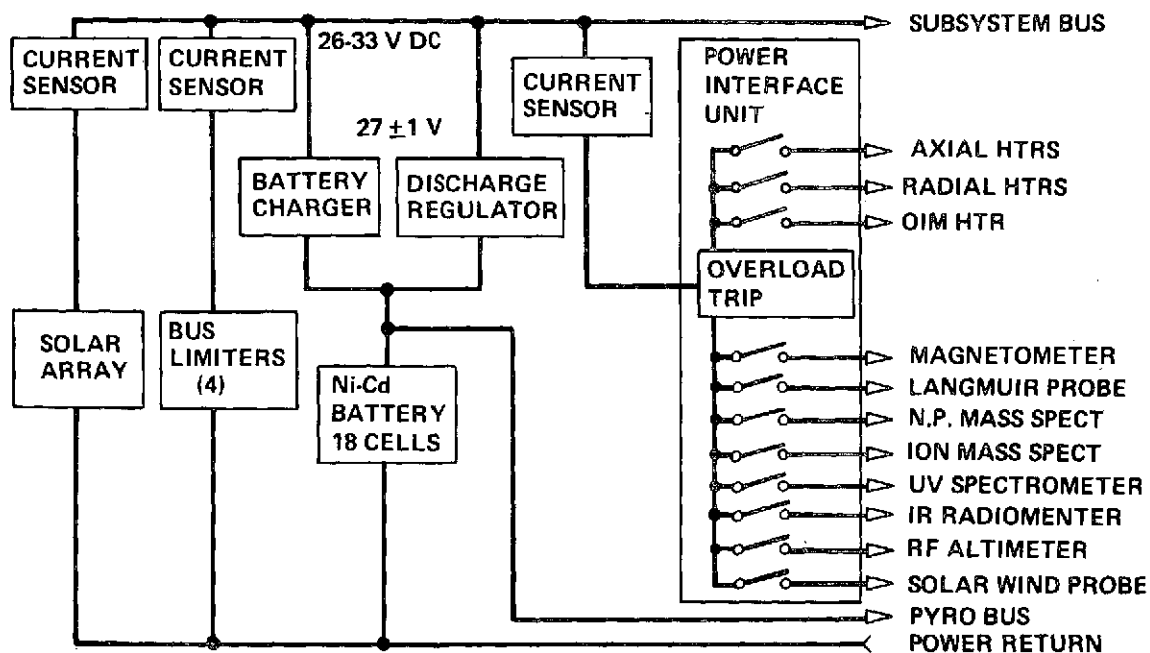 SUBSYSTEM BUS
CURRENT
SENSOR
CURRENT
SENSOR
26-33 V DC
27 ±1 V
CURRENT
SENSOR
POWER
INTERFACE
UNIT
BATTERY
CHARGER
DISCHARGE
REGULATOR
AXIAL HTRS
RADIAL HTRS
OIM HTR
OVERLOAD
TRIP
SOLAR
ARRAY
BUS
LIMITERS
(4)
Ni-Cd
BATTERY
18 CELLS
MAGNETOMETER
LANGMUIR PROBE
N.P. MASS SPECT
ION MASS SPECT
UV SPECTROMETER
IR RADIOMENTER
RF ALTIMETER
SOLAR WIND PROBE
PYRO BUS
POWER RETURN